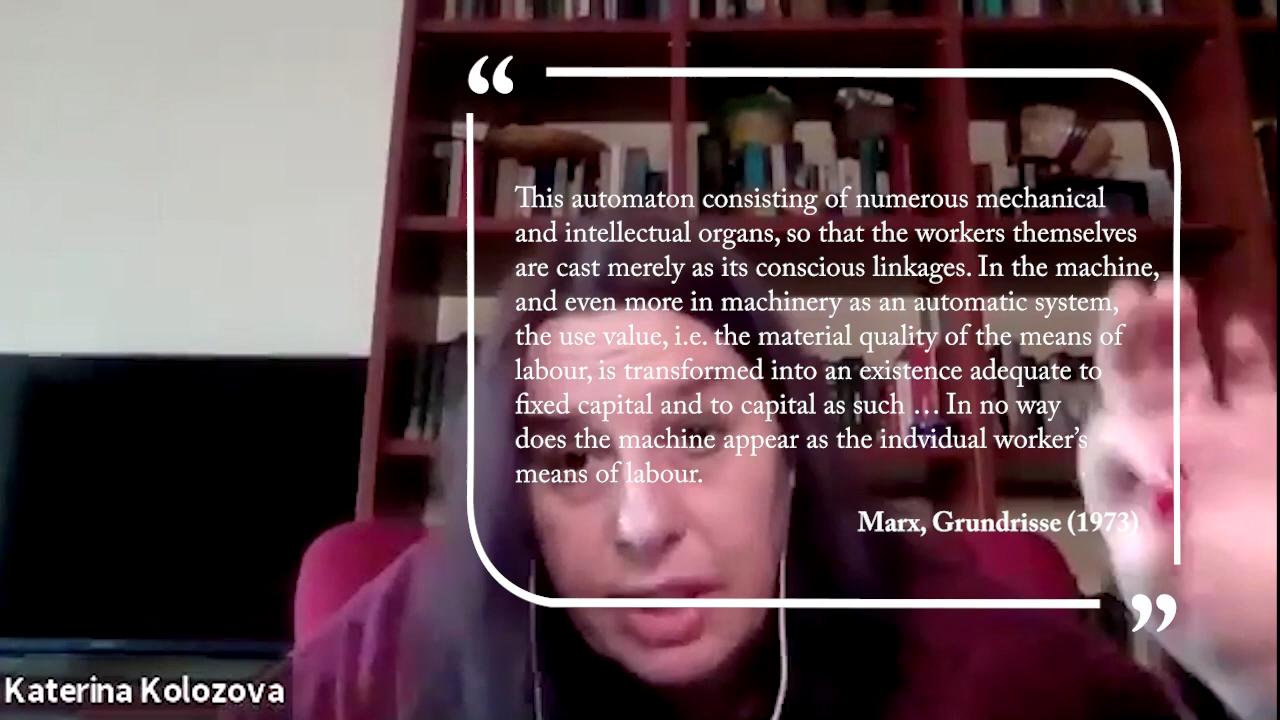 “
This automaton consisting of numerous mechanical
and intellectual organs, so that the workers themselves
are cast merely as its conscious linkages. In the machine,
and even more in machinery as an automatic system,
the use value, i.e. the material quality of the means of
labour, is transformed into an existence adequate to
fixed capital and to capital as such … In no way
does the machine appear as the indvidual worker’s
means of labour.
Marx, Grundrisse (1973)
”
Katerina Kolozova